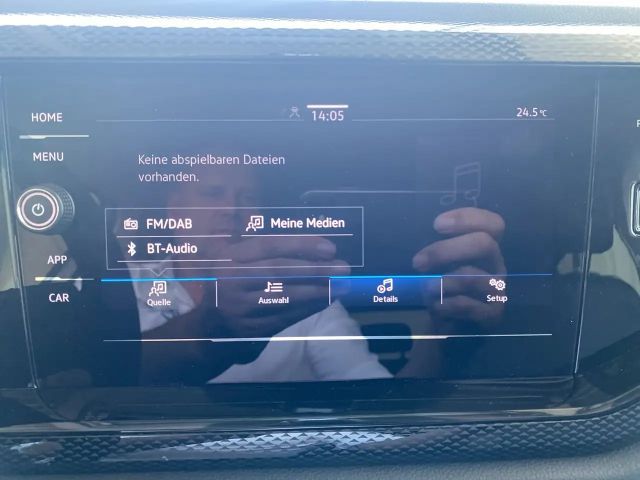 HOME
14:05
24.5°C
MENU
Keine abspielbaren Dateien
vorhanden.
FM/DAB
Meine Medien
BT-Audio
APP
CAR
Quelle
Auswahl
Details
Setup